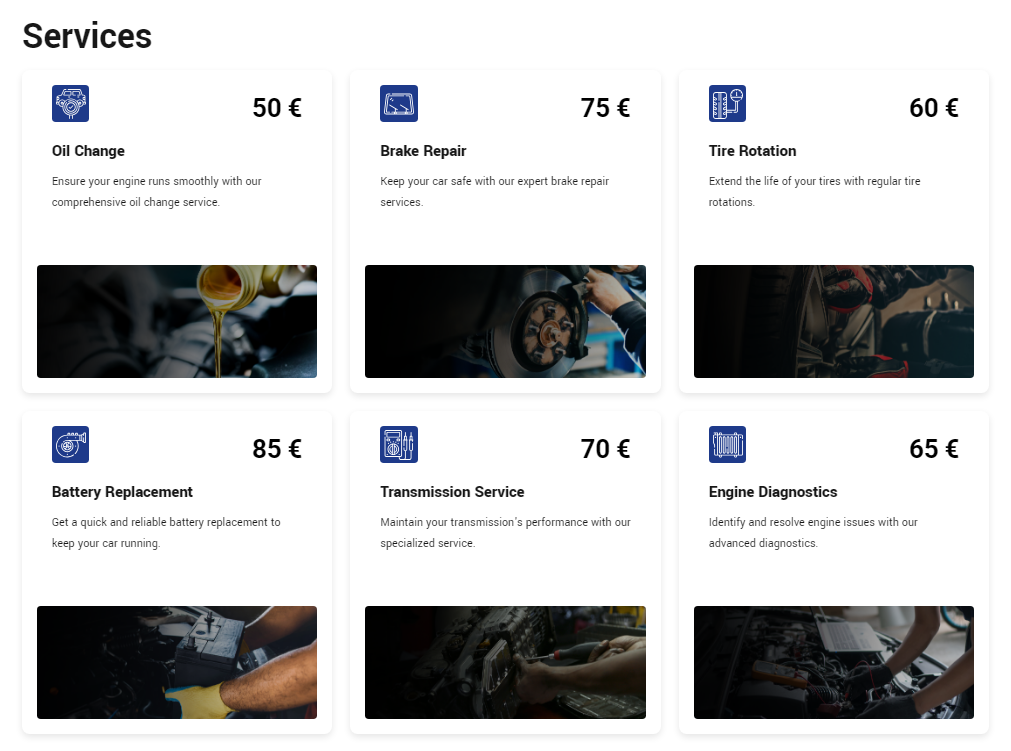 Services
50 €
Oil Change
Ensure your engine runs smoothly with our
comprehensive oil change service.
75 €
Brake Repair
Keep your car safe with our expert brake repair
services.
60 €
Tire Rotation
Extend the life of your tires with regular tire
rotations.
85 €
Battery Replacement
Get a quick and reliable battery replacement to
keep your car running.
70 €
Transmission Service
Maintain your transmission's performance with our
specialized service.
65 €
Engine Diagnostics
Identify and resolve engine issues with our
advanced diagnostics.